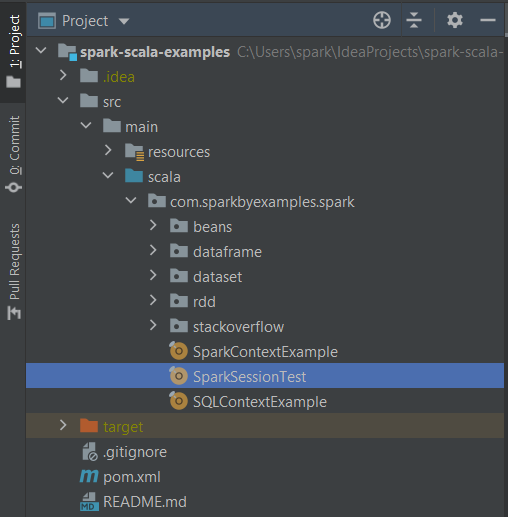 1: Project
0: Commit
Pull Requests
Project
spark-scala-examples C:\Users\spark\IdeaProjects\spark-scala-
.idea
src
main
resources
scala
com.sparkbyexamples.spark
beans
dataframe
dataset
rdd
stackoverflow
SparkContextExample
SparkSessionTest
SQLContextExample
target
.gitignore
m pom.xml
MD README.md